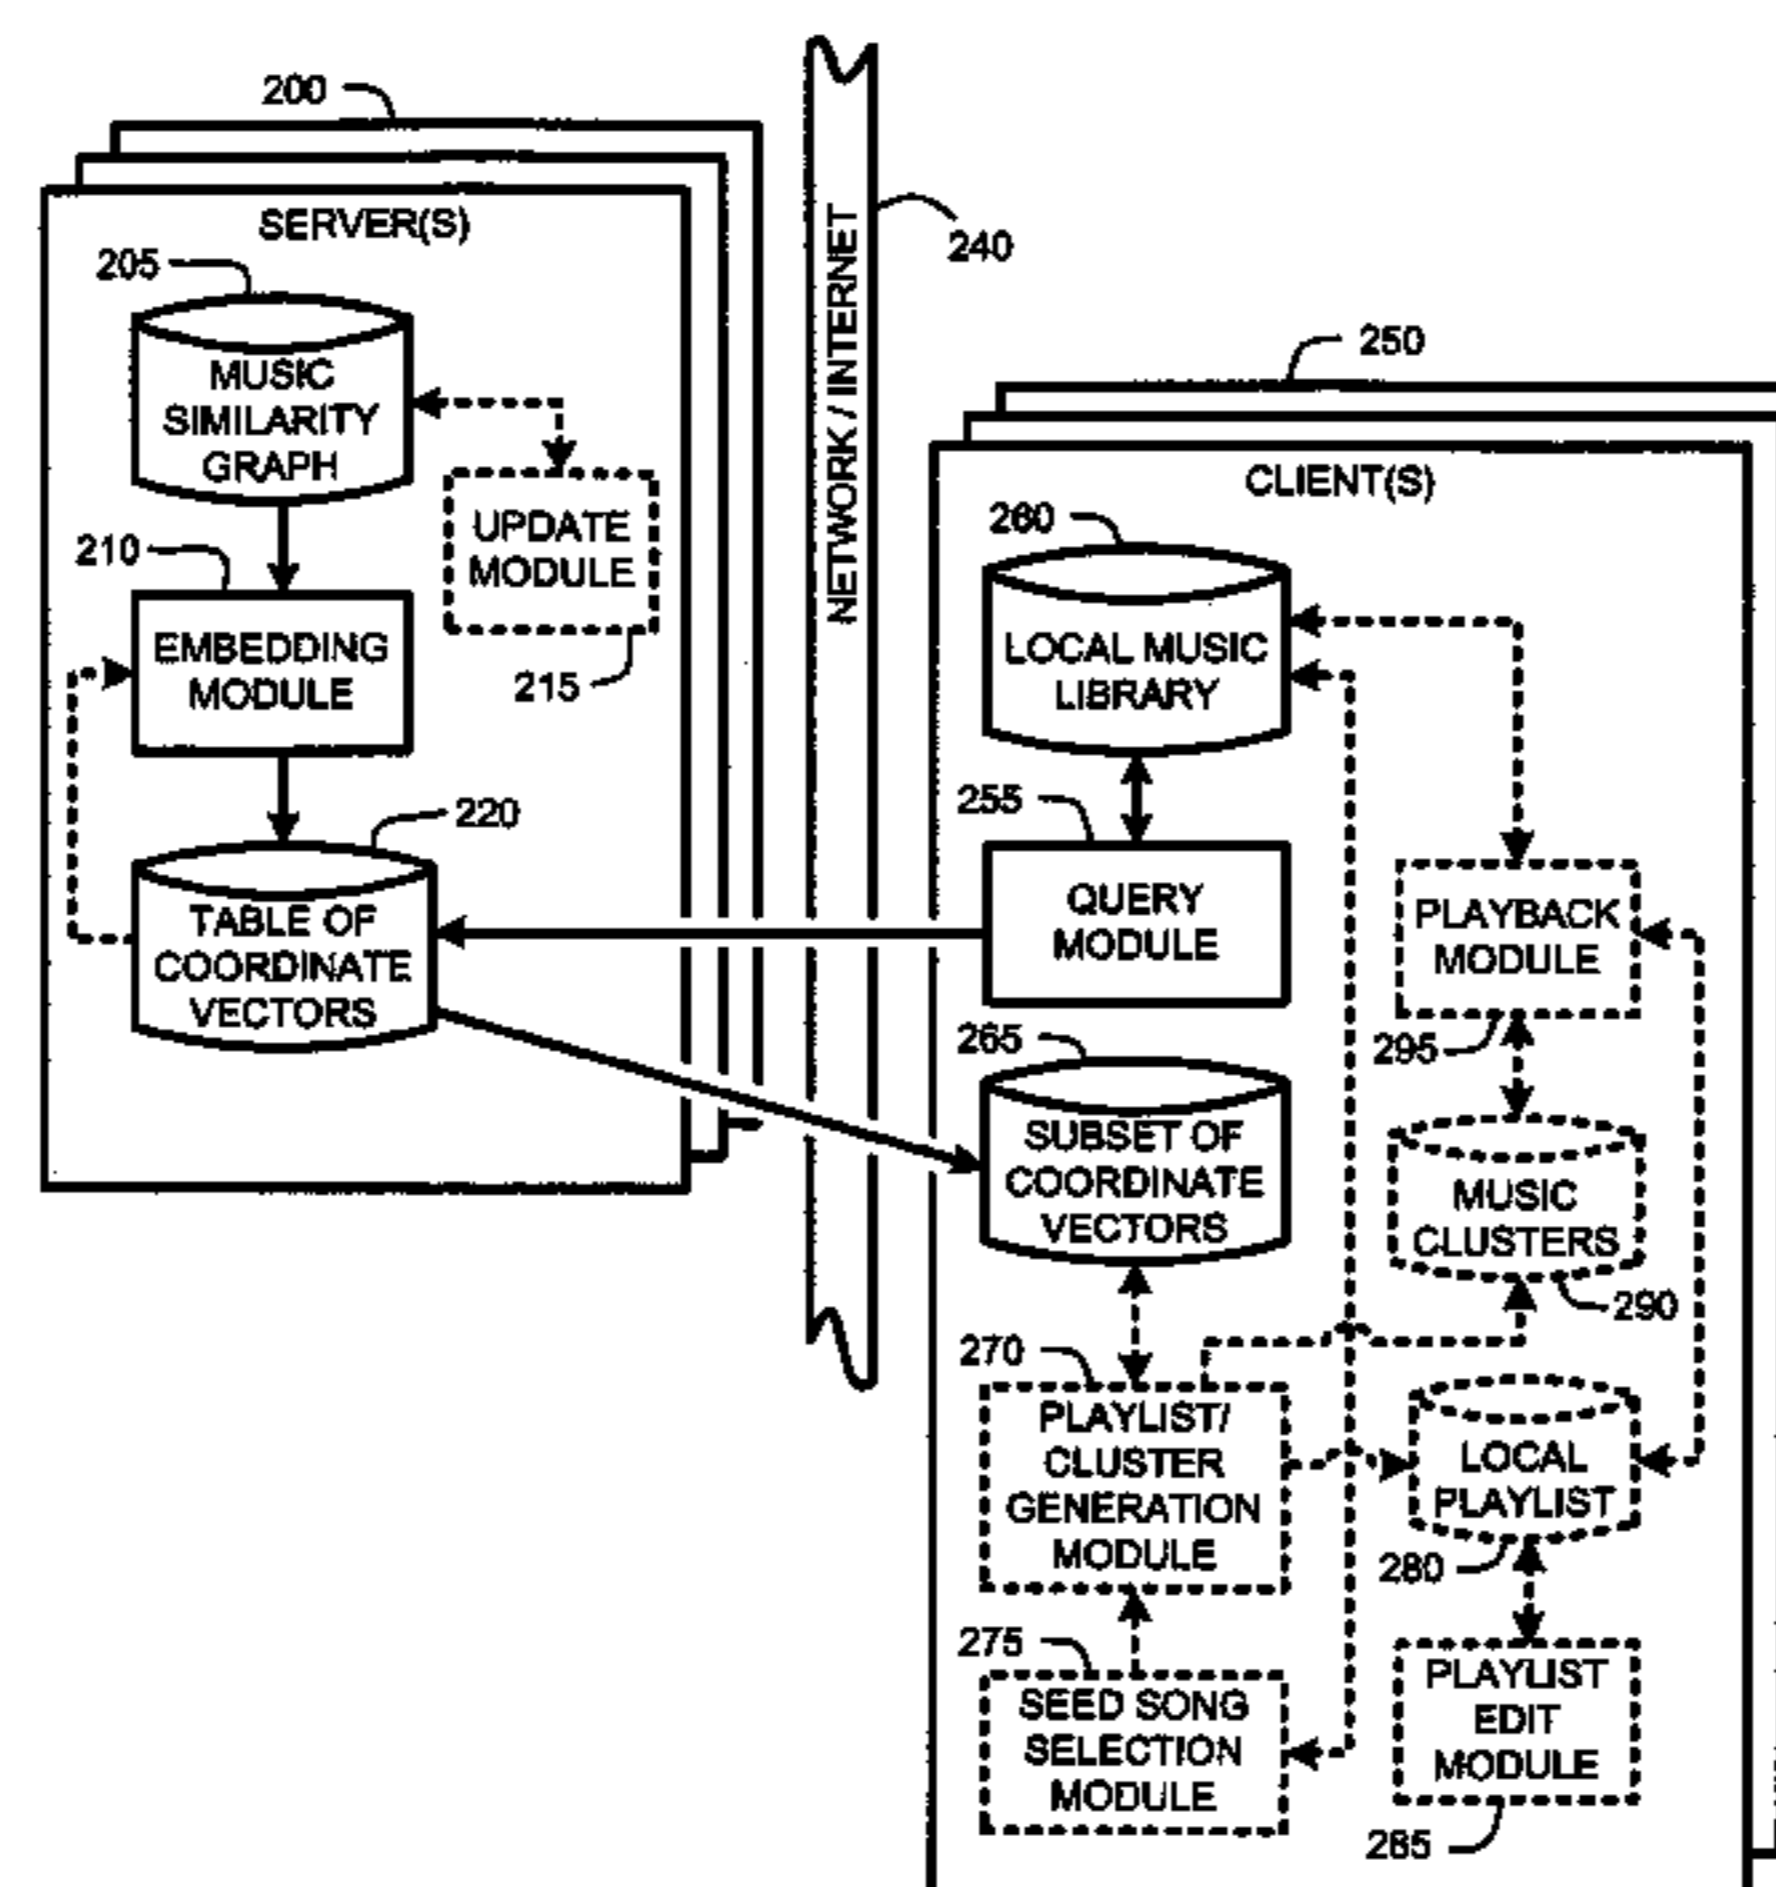 200
SERVER(S)
205
MUSIC
SIMILARITY
GRAPH
UPDATE
MODULE
215
210
EMBEDDING
MODULE
220
TABLE OF
COORDINATE
VECTORS
NETWORK / INTERNET
240
250
CLIENT(S)
260
LOCAL MUSIC
LIBRARY
255
QUERY
MODULE
PLAYBACK
MODULE
295
265
SUBSET OF
COORDINATE
VECTORS
MUSIC
CLUSTERS
290
270
PLAYLIST/
CLUSTER
GENERATION
MODULE
LOCAL
PLAYLIST
280
275
SEED SONG
SELECTION
MODULE
PLAYLIST
EDIT
MODULE
285